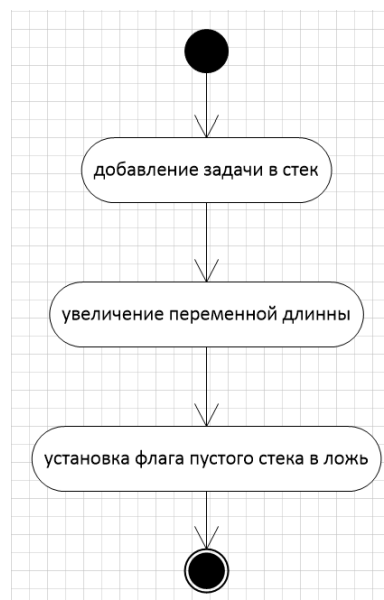 добавление задачи в стек
увеличение переменной длинны
установка флага пустого стека в ложь